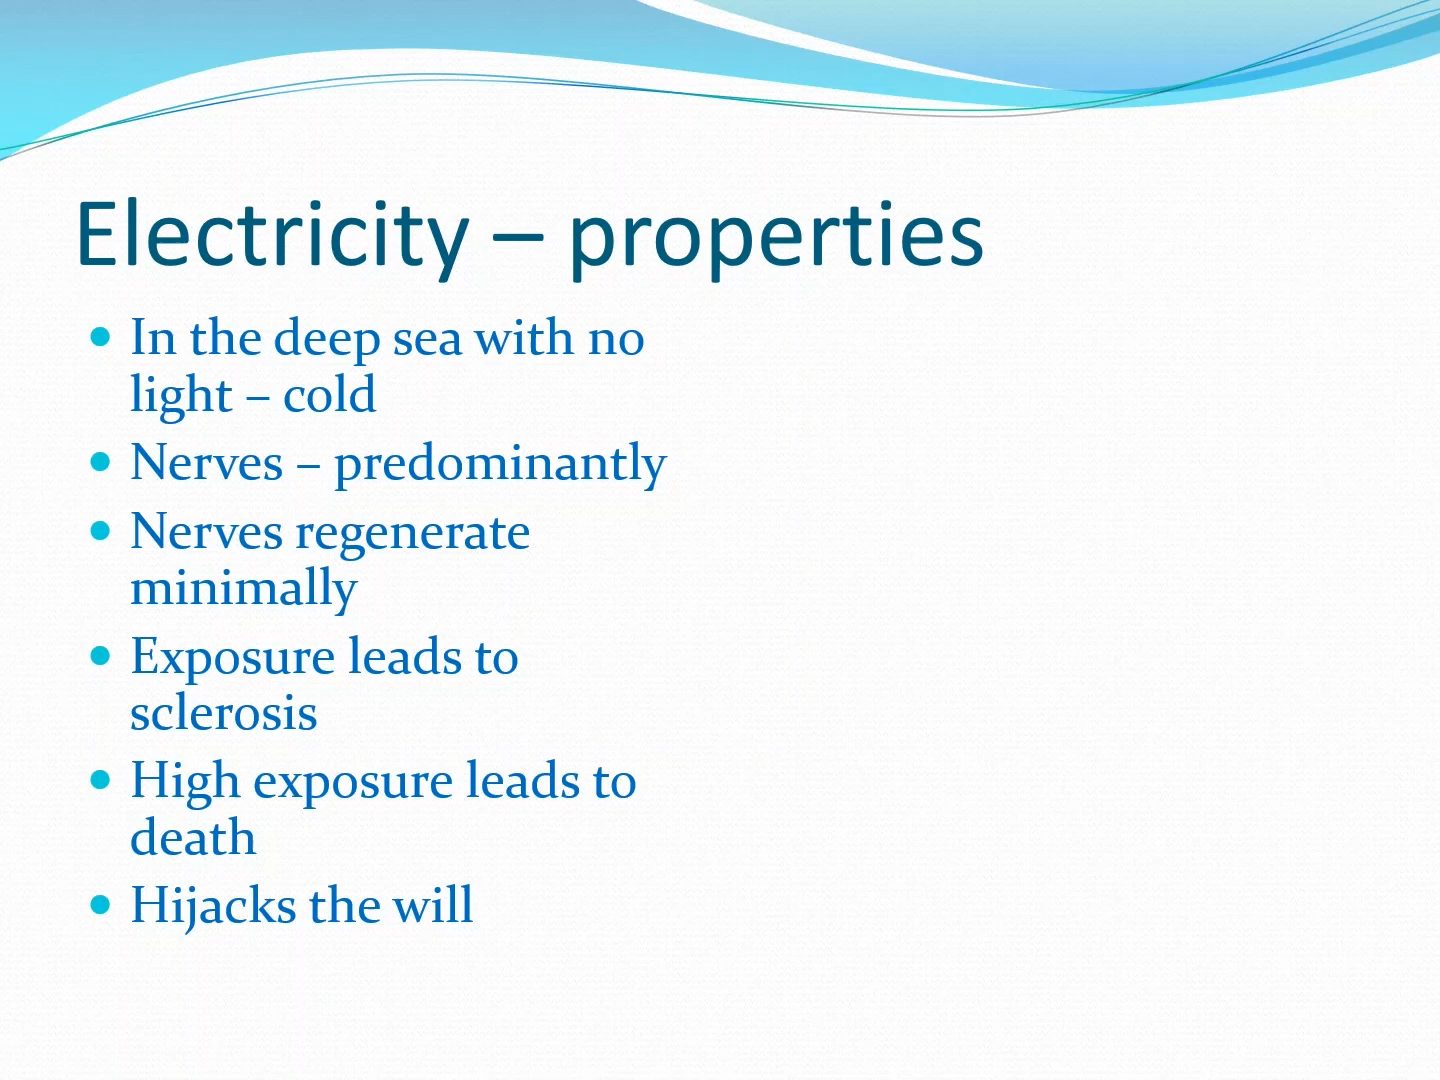 Electricity – properties
• In the deep sea with no
light – cold
• Nerves – predominantly
• Nerves regenerate
minimally
• Exposure leads to
sclerosis
• High exposure leads to
death
• Hijacks the will